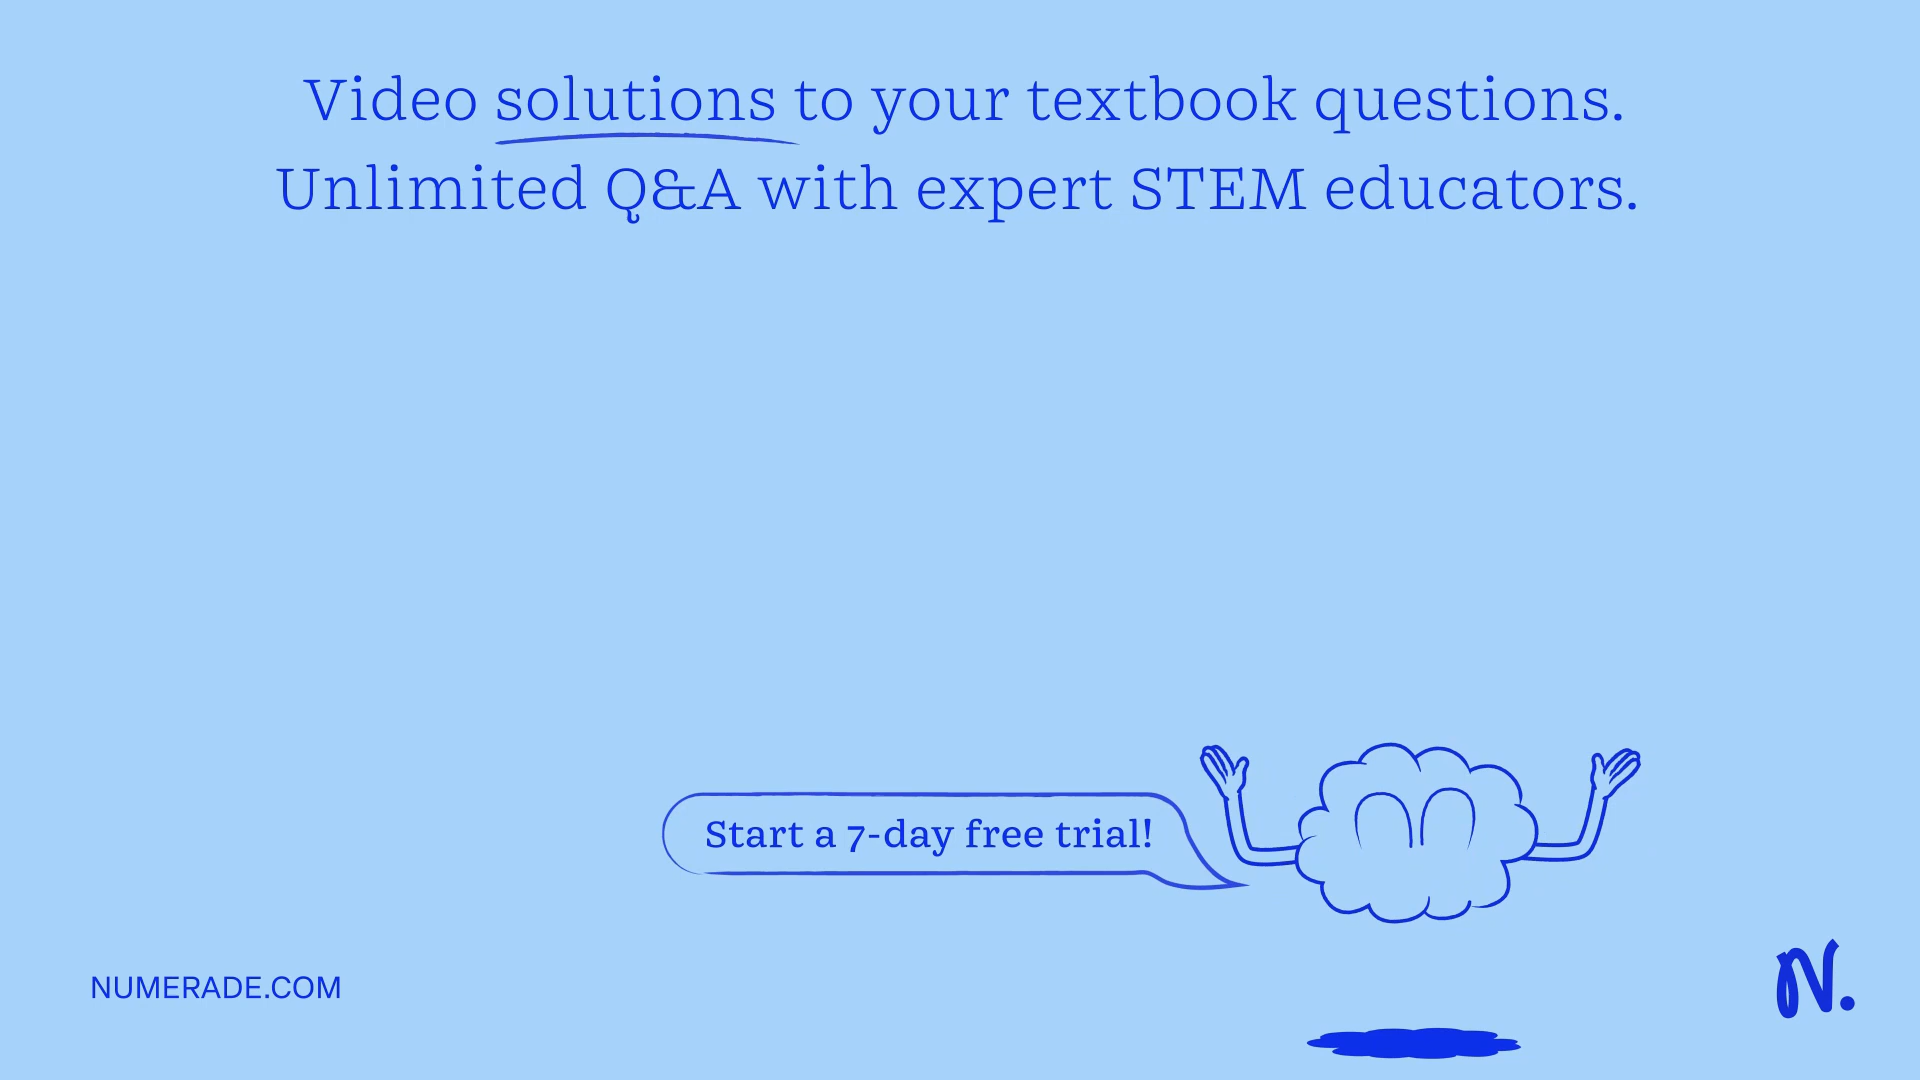 Video solutions to your textbook questions.
Unlimited Q&A with expert STEM educators.
Start a 7-day free trial!
NUMERADE.COM
N.